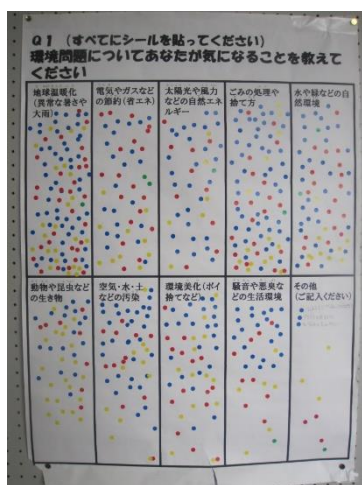 Q1 (すべてにシールを貼ってください)
環境問題についてあなたが気になることを教えて
ください
地球温暖化
(異常な暑さや
大雨)
電気やガスなど
の節約(省エネ)
太陽光や風力
などの自然エネ
ルギー
ごみの処理や
捨て方
水や緑などの自
然環境
動物や昆虫など
の生き物
空気・水・土
などの汚染
環境美化(ポイ
捨てなど)
騒音や悪臭な
どの生活環境
その他
(ご記入ください)